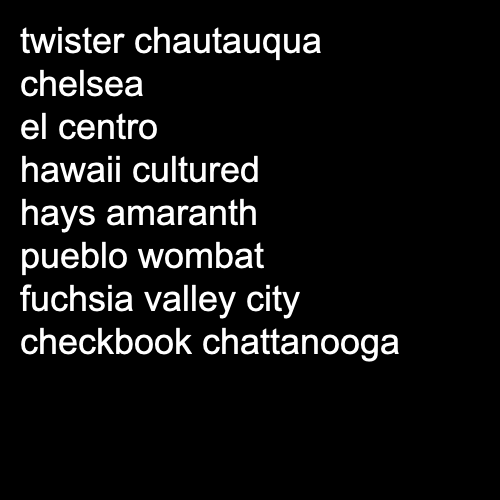 twister chautauqua
chelsea
el centro
hawaii cultured
hays amaranth
pueblo wombat
fuchsia valley city
checkbook chattanooga